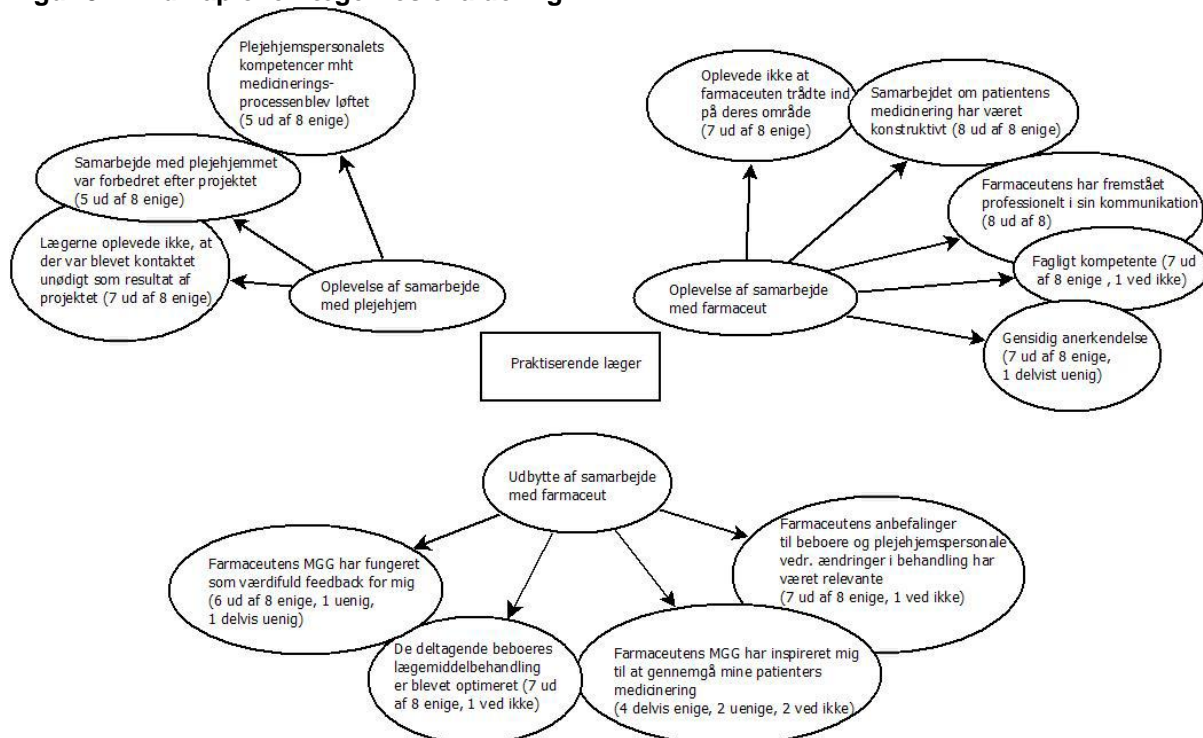 Plejehjemspersonalets
kompetencer mht
medicinerings-
processenblev løftet
(5 ud af 8 enige)
Samarbejde med plejehjemmet
var forbedret efter projektet
(5 ud af 8 enige)
Lægerne oplevede ikke, at
der var blevet kontaktet
unødigt som resultat af
projektet (7 ud af 8 enige)
Oplevelse af samarbejde
med plejehjem
Oplevede ikke at
farmaceuten trådte ind
på deres område
(7 ud af 8 enige)
Samarbejdet om patientens
medicinering har været
konstruktivt (8 ud af 8 enige)
Farmaceutens har fremstået
professionelt i sin kommunikation
(8 ud af 8)
Fagligt kompetente (7 ud
af 8 enige , 1 ved ikke)
Gensidig anerkendelse
(7 ud af 8 enige,
1 delvist uenig)
Oplevelse af samarbejde
med farmaceut
Praktiserende læger
Udbytte af samarbejde
med farmaceut
Farmaceutens MGG har fungeret
som værdifuld feedback for mig
(6 ud af 8 enige, 1 uenig,
1 delvis uenig)
De deltagende beboeres
lægemiddelbehandling
er blevet optimeret (7 ud
af 8 enige, 1 ved ikke)
Farmaceutens MGG har inspireret mig
til at gennemgå mine patienters
medicinering
(4 delvis enige, 2 uenige, 2 ved ikke)
Farmaceutens anbefalinger
til beboere og plejehjemspersonale
vedr. ændringer i behandling har
været relevante
(7 ud af 8 enige, 1 ved ikke)